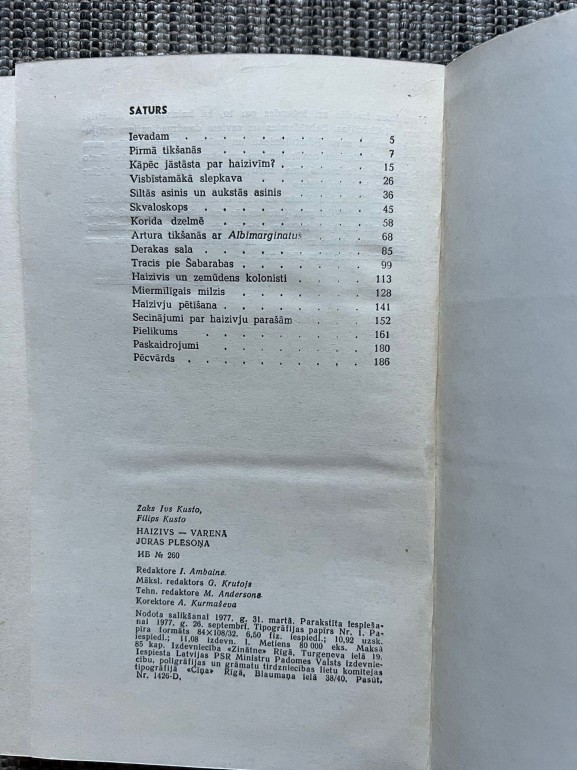 SATURS
Ievadam . . . . . . . . . 5
Pirmā tikšanās . . . . . . . 7
Kāpēc jāstāsta par haizivīm? . . . . 15
Visbīstamākā slepkava . . . . . 26
Siltās asinis un aukstās asinis . . . . 36
Skvaloskops . . . . . . . . 45
Korida dzelmē . . . . . . . 58
Artura tikšanās ar Albimarginatus . . . 68
Derakas sala . . . . . . . 85
Tracis pie Šabarabas . . . . . . 99
Haizivis un zemūdens kolonisti . . . . 113
Miermīlīgais milzis . . . . . . 128
Haizivju pētīšana . . . . . . . 141
Secinājumi par haizivju parašām . . . 152
Pielikums . . . . . . . 161
Paskaidrojumi . . . . . . . 180
Pēcvārds . . . . . . . . 186
Žaks Ivs Kusto,
Filips Kusto
HAIZIVS — VARENĀ
JŪRAS PLĒSOŅA
ИБ № 260
Redaktore I. Ambaine.
Māksl. redaktors G. Krutojs
Tehn. redaktore M. Andersone.
Korektore A. Kurmaševa
Nodota salikšanai 1977. g. 31. martā. Parakstīta iespieša-
nai 1977. g. 26. septembrī. Tipogrāfijas papīrs Nr. 1. Pa-
pīra formāts 84×108/32. 6,50 fiz. iespiedl.; 10,92 uzsk.
iespiedl.; 11,08 izdevn. l. Metiens 80 000 eks. Maksā
85 kap. Izdevniecība «Zinātne» Rīgā, Turgeņeva ielā 19.
Iespiesta Latvijas PSR Ministru Padomes Valsts izdevnie-
cību, poligrāfijas un grāmatu tirdzniecības lietu komitejas
tipogrāfijā «Cīņa» Rīgā, Blaumaņa ielā 38/40. Pasūt.
Nr. 1426-D.